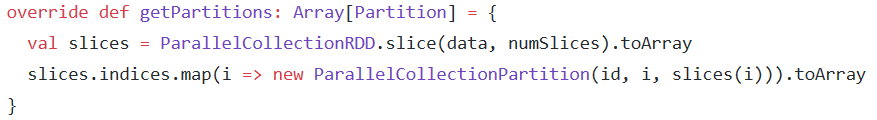 override def getPartitions: Array[Partition] = {
  val slices = ParallelCollectionRDD.slice(data, numSlices).toArray
  slices.indices.map(i => new ParallelCollectionPartition(id, i, slices(i))).toArray
}